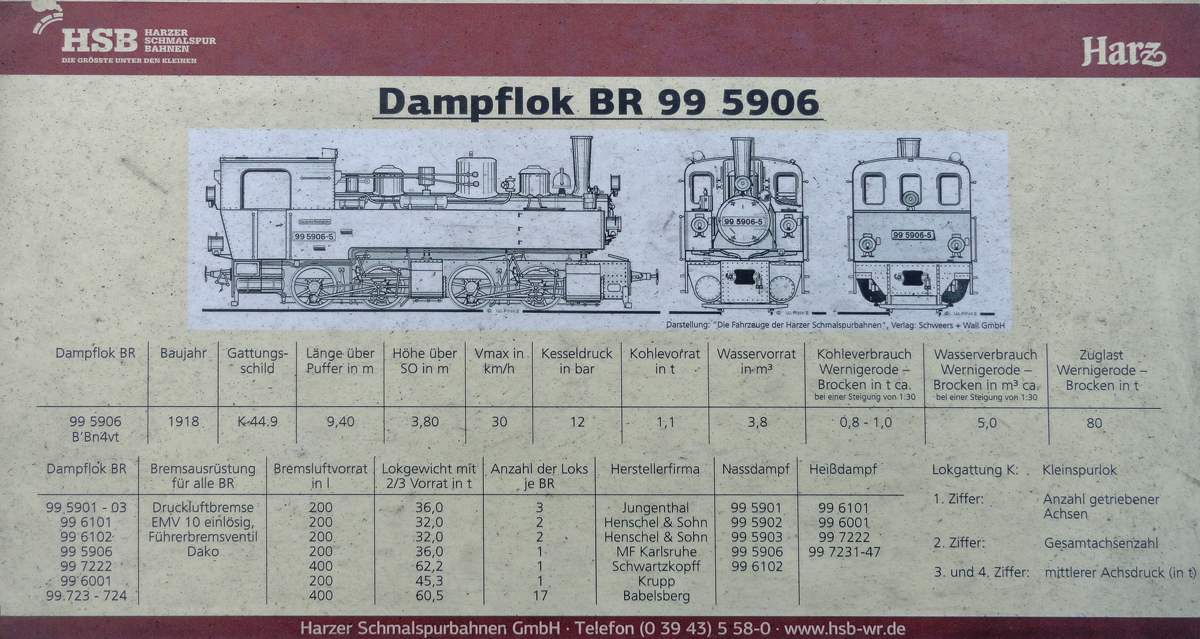 HSB HARZER SCHMALSPUR BAHNEN
DIE GRÖSSTE UNTER DEN KLEINEN
Harz
Dampflok BR 99 5906
99 5906-5
99 5906-5
99 5906-5
Darstellung: "Die Fahrzeuge der Harzer Schmalspurbahnen", Verlag: Schweers + Wall GmbH
Dampflok BR Baujahr Gattungs- Länge über Höhe über Vmax in Kesseldruck Kohlevorrat Wasservorrat Kohleverbrauch Wasserverbrauch Zuglast
schild Puffer in m SO in m km/h in bar in t in m³ Wernigerode – Wernigerode – Wernigerode –
Brocken in t ca. Brocken in m³ ca. Brocken in t
bei einer Steigung von 1:30 bei einer Steigung von 1:30
99 5906 1918 K-44.9 9,40 3,80 30 12 1,1 3,8 0,8 - 1,0 5,0 80
B'Bn4vt
Dampflok BR Bremsausrüstung Bremsluftvorrat Lokgewicht mit Anzahl der Loks Herstellerfirma Nassdampf Heißdampf Lokgattung K: Kleinspurlok
für alle BR in l 2/3 Vorrat in t je BR
99 5901 - 03 Druckluftbremse 200 36,0 3 Jungenthal 99 5901 99 6101 1. Ziffer: Anzahl getriebener
Achsen
99 6101 EMV 10 einlösig, 200 32,0 2 Henschel & Sohn 99 5902 99 6001
99 6102 Führerbremsventil 200 32,0 2 Henschel & Sohn 99 5903 99 7222
2. Ziffer: Gesamtachsenzahl
99 5906 Dako 200 36,0 1 MF Karlsruhe 99 5906 99 7231-47
99 7222 400 62,2 1 Schwartzkopff 99 6102
3. und 4. Ziffer: mittlerer Achsdruck (in t)
99 6001 200 45,3 1 Krupp
99.723 - 724 400 60,5 17 Babelsberg
Harzer Schmalspurbahnen GmbH · Telefon (0 39 43) 5 58-0 · www.hsb-wr.de